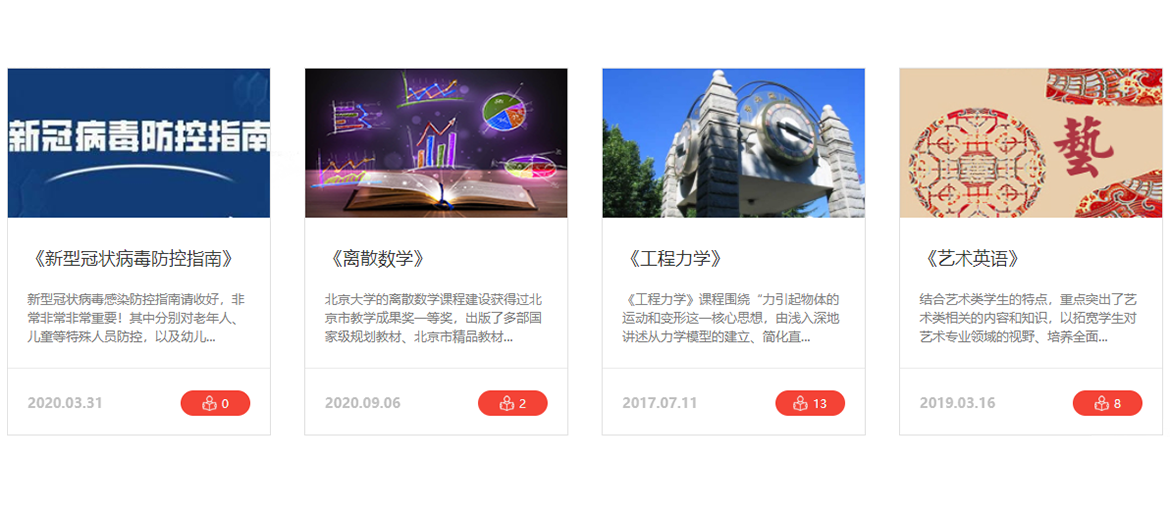 新冠病毒防控指南
藝
《新型冠状病毒防控指南》
新型冠状病毒感染防控指南请收好，非
常非常非常重要！其中分别对老年人、
儿童等特殊人员防控，以及幼儿...
2020.03.31
0
《离散数学》
北京大学的离散数学课程建设获得过北
京市教学成果奖一等奖，出版了多部国
家级规划教材、北京市精品教材...
2020.09.06
2
《工程力学》
《工程力学》课程围绕“力引起物体的
运动和变形这一核心思想，由浅入深地
讲述从力学模型的建立、简化直...
2017.07.11
13
《艺术英语》
结合艺术类学生的特点，重点突出了艺
术类相关的内容和知识，以拓宽学生对
艺术专业领域的视野、培养全面...
2019.03.16
8